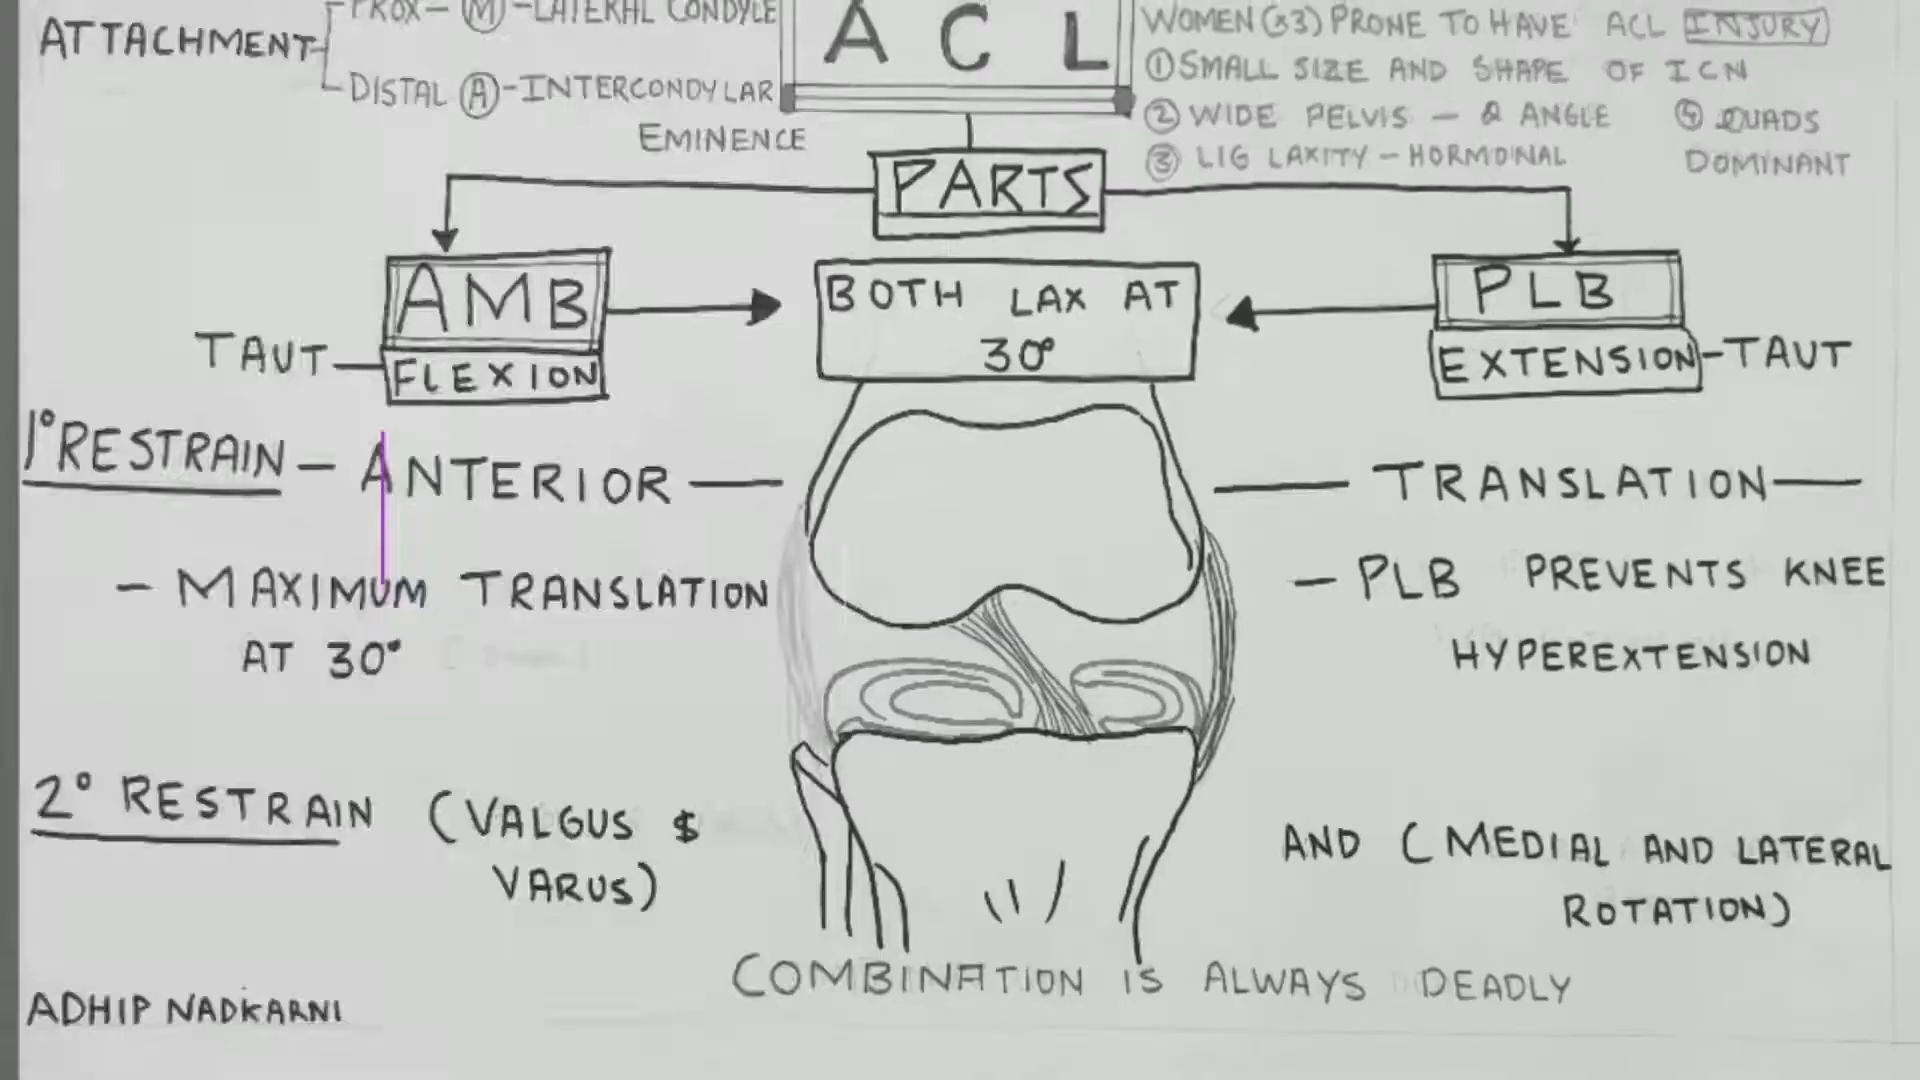 ATTACHMENT
PROX - (M) - LATERAL CONDYLE
DISTAL (A) - INTERCONDYLAR
EMINENCE
ACL
WOMEN (x3) PRONE TO HAVE ACL INJURY
① SMALL SIZE AND SHAPE OF ICN
② WIDE PELVIS - Q ANGLE ④ QUADS
③ LIG LAXITY - HORMONAL DOMINANT
PARTS
AMB
BOTH LAX AT
30°
PLB
TAUT - FLEXION
EXTENSION - TAUT
1° RESTRAIN - ANTERIOR — — TRANSLATION —
- MAXIMUM TRANSLATION
AT 30°
- PLB PREVENTS KNEE
HYPEREXTENSION
2° RESTRAIN (VALGUS $
VARUS)
AND (MEDIAL AND LATERAL
ROTATION)
COMBINATION IS ALWAYS DEADLY
ADHIP NADKARNI